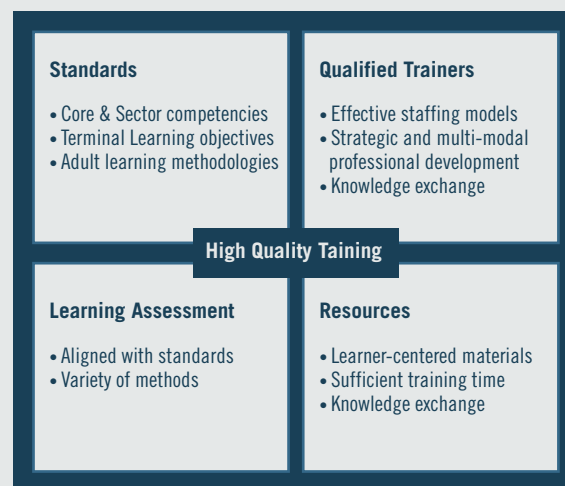 Standards
• Core & Sector competencies
• Terminal Learning objectives
• Adult learning methodologies
Qualified Trainers
• Effective staffing models
• Strategic and multi-modal
professional development
• Knowledge exchange
High Quality Taining
Learning Assessment
• Aligned with standards
• Variety of methods
Resources
• Learner-centered materials
• Sufficient training time
• Knowledge exchange